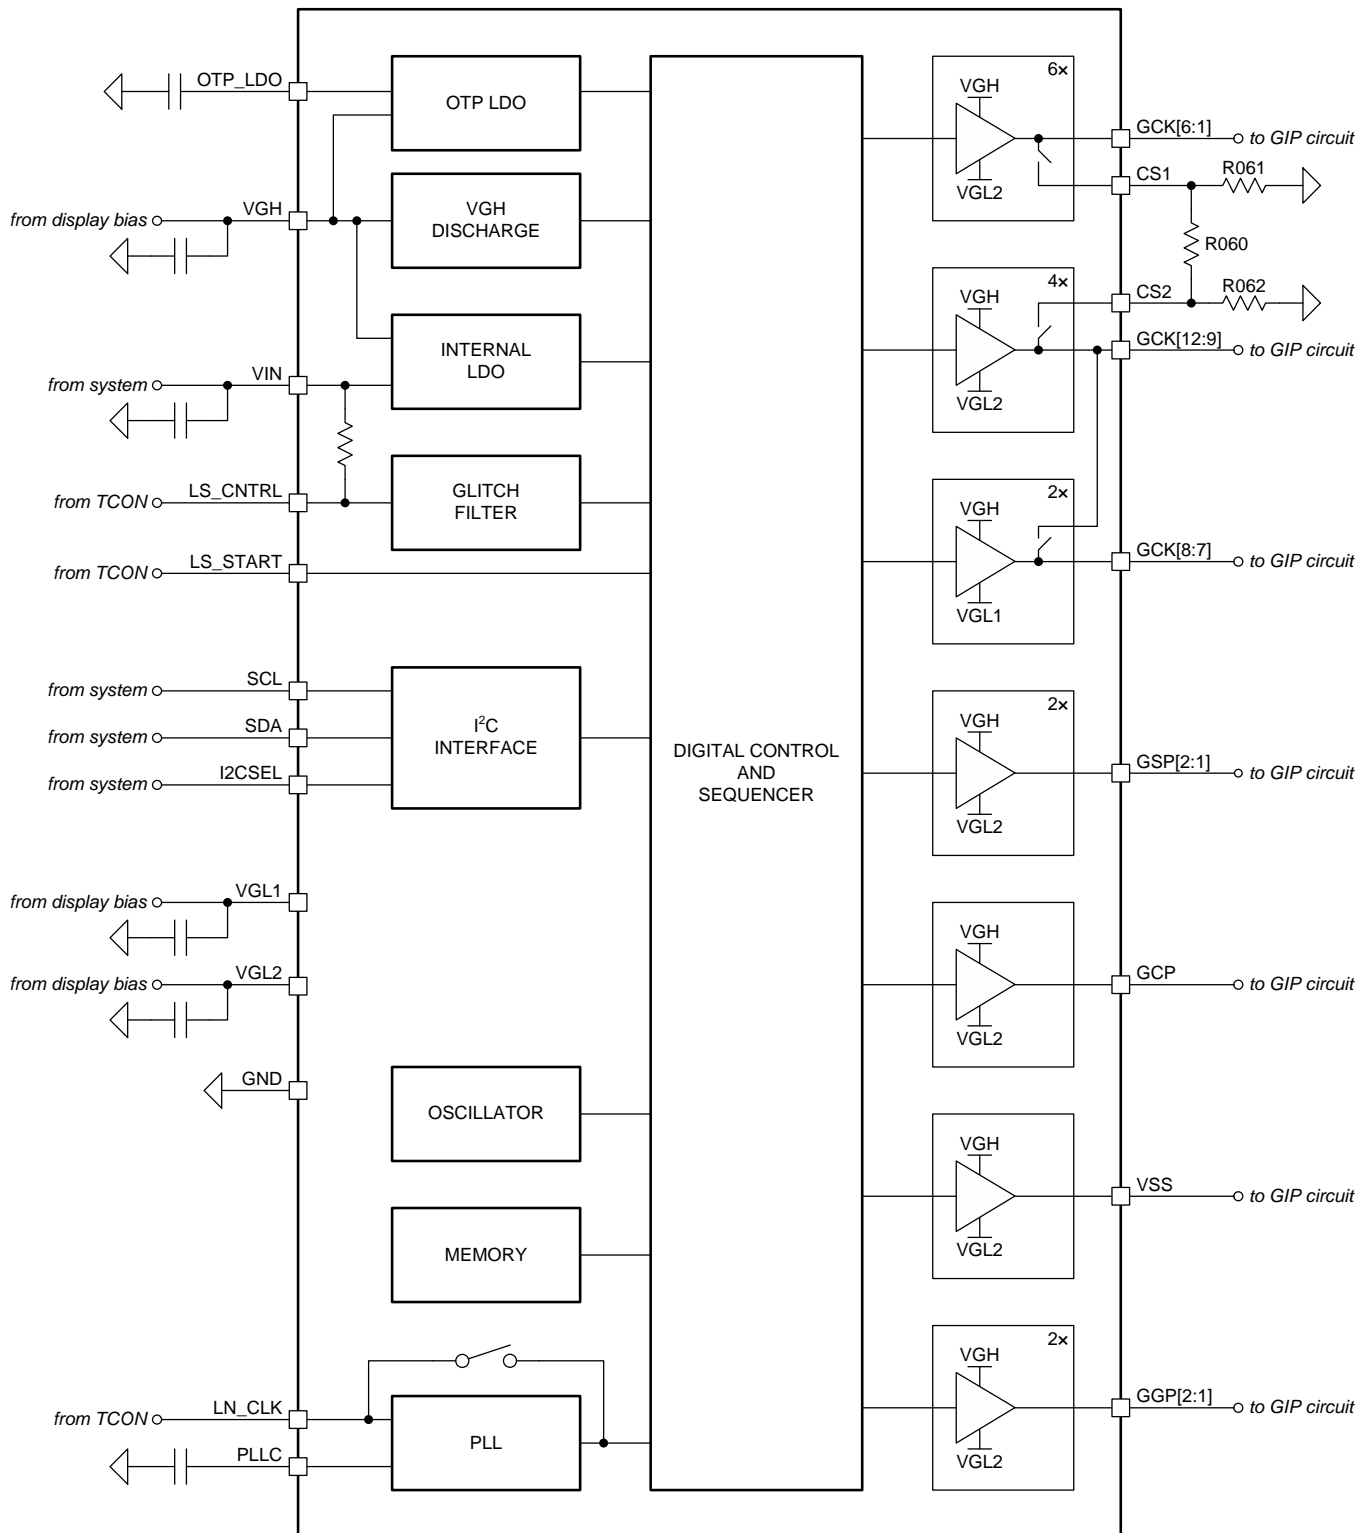 OTP_LDO
OTP LDO
6×
VGH
VGL2
GCK[6:1]
to GIP circuit
CS1
R061
R060
from display bias
VGH
VGH
DISCHARGE
4×
VGH
VGL2
CS2
R062
GCK[12:9]
to GIP circuit
INTERNAL
LDO
from system
VIN
from TCON
LS_CNTRL
GLITCH
FILTER
2×
VGH
VGL1
GCK[8:7]
to GIP circuit
from TCON
LS_START
from system
SCL
from system
SDA
from system
I2CSEL
I²C
INTERFACE
DIGITAL CONTROL
AND
SEQUENCER
2×
VGH
VGL2
GSP[2:1]
to GIP circuit
from display bias
VGL1
from display bias
VGL2
VGH
VGL2
GCP
to GIP circuit
GND
OSCILLATOR
VGH
VGL2
VSS
to GIP circuit
MEMORY
from TCON
LN_CLK
PLLC
PLL
2×
VGH
VGL2
GGP[2:1]
to GIP circuit